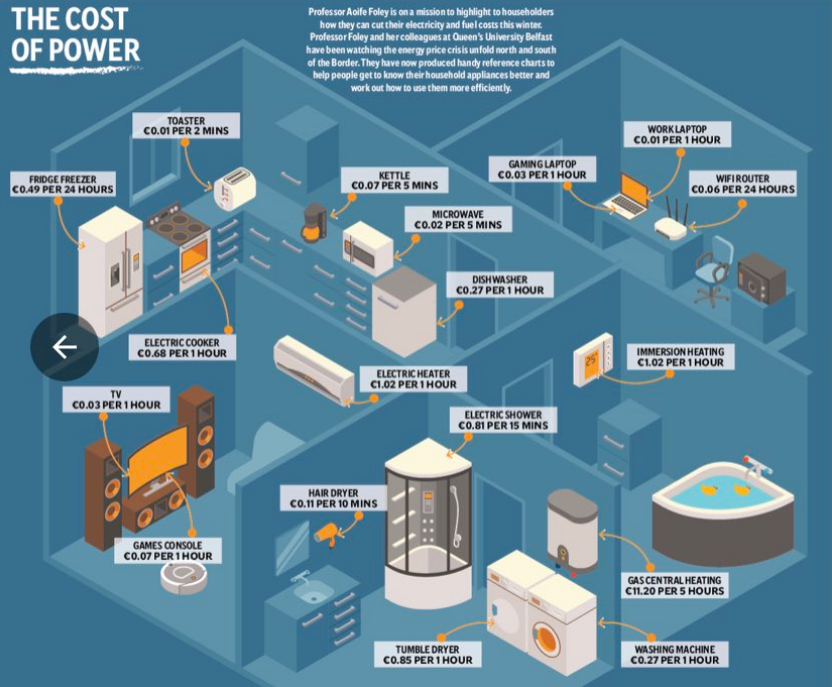 THE COST
OF POWER
Professor Aoife Foley is on a mission to highlight to householders
how they can cut their electricity and fuel costs this winter.
Professor Foley and her colleagues at Queen's University Belfast
have been watching the energy price crisis unfold north and south
of the Border. They have now produced handy reference charts to
help people get to know their household appliances better and
work out how to use them more efficiently.
TOASTER
€0.01 PER 2 MINS
WORK LAPTOP
€0.01 PER 1 HOUR
GAMING LAPTOP
€0.03 PER 1 HOUR
FRIDGE FREEZER
€0.49 PER 24 HOURS
KETTLE
€0.07 PER 5 MINS
WIFI ROUTER
€0.06 PER 24 HOURS
MICROWAVE
€0.02 PER 5 MINS
DISHWASHER
€0.27 PER 1 HOUR
ELECTRIC COOKER
€0.68 PER 1 HOUR
IMMERSION HEATING
€1.02 PER 1 HOUR
25°
ELECTRIC HEATER
€1.02 PER 1 HOUR
TV
€0.03 PER 1 HOUR
ELECTRIC SHOWER
€0.81 PER 15 MINS
HAIR DRYER
€0.11 PER 10 MINS
GAMES CONSOLE
€0.07 PER 1 HOUR
GAS CENTRAL HEATING
€11.20 PER 5 HOURS
TUMBLE DRYER
€0.85 PER 1 HOUR
WASHING MACHINE
€0.27 PER 1 HOUR